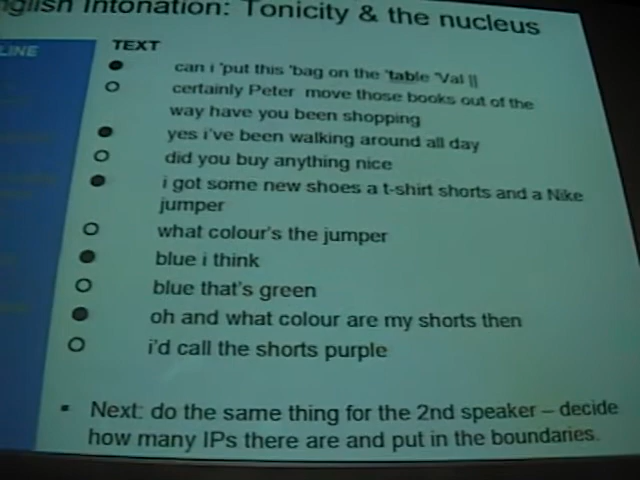 nglish Intonation: Tonicity & the nucleus
LINE
TEXT
can i 'put this 'bag on the 'table 'Val ||
certainly Peter move those books out of the
way have you been shopping
yes i've been walking around all day
did you buy anything nice
i got some new shoes a t-shirt shorts and a Nike
jumper
what colour's the jumper
blue i think
blue that's green
oh and what colour are my shorts then
i'd call the shorts purple
Next: do the same thing for the 2nd speaker – decide
how many IPs there are and put in the boundaries.